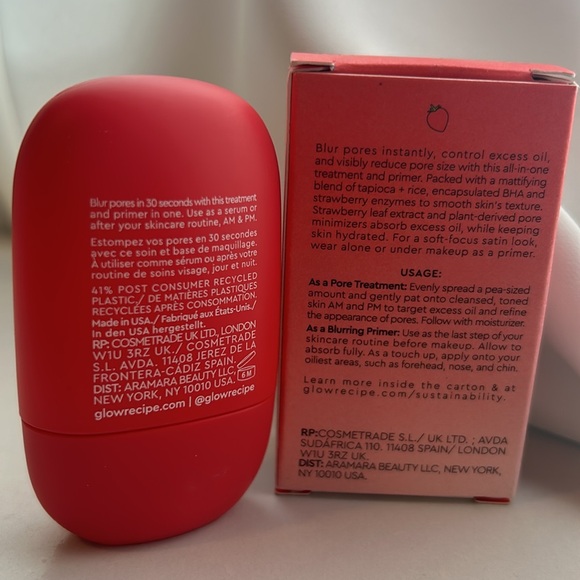 Blur pores in 30 seconds with this treatment
and primer in one. Use as a serum or
after your skincare routine, AM & PM.
Estompez vos pores en 30 secondes
avec ce soin et base de maquillage.
À utiliser comme sérum ou après votre
routine de soins visage, jour et nuit.
41% POST CONSUMER RECYCLED
PLASTIC./ DE MATIÈRES PLASTIQUES
RECYCLÉES APRÈS CONSOMMATION.
Made in USA./ Fabriqué aux États-Unis./
In den USA hergestellt.
RP: COSMETRADE UK LTD, LONDON
W1U 3RZ UK./ COSMETRADE
S.L. AVDA. 11408 JEREZ DE LA
FRONTERA-CÁDIZ SPAIN.
DIST: ARAMARA BEAUTY LLC,
NEW YORK, NY 10010 USA.
6M
glowrecipe.com | @glowrecipe
Blur pores instantly, control excess oil,
and visibly reduce pore size with this all-in-one
treatment and primer. Packed with a mattifying
blend of tapioca + rice, encapsulated BHA and
strawberry enzymes to smooth skin's texture.
Strawberry leaf extract and plant-derived pore
minimizers absorb excess oil, while keeping
skin hydrated. For a soft-focus satin look,
wear alone or under makeup as a primer.
USAGE:
As a Pore Treatment: Evenly spread a pea-sized
amount and gently pat onto cleansed, toned
skin AM and PM to target excess oil and refine
the appearance of pores. Follow with moisturizer.
As a Blurring Primer: Use as the last step of your
skincare routine before makeup. Allow to
absorb fully. As a touch up, apply onto your
oiliest areas, such as forehead, nose, and chin.
Learn more inside the carton & at
glowrecipe.com/sustainability.
RP:COSMETRADE S.L./ UK LTD. ; AVDA
SUDÁFRICA 110. 11408 SPAIN/ LONDON
W1U 3RZ UK.
DIST: ARAMARA BEAUTY LLC, NEW YORK,
NY 10010 USA.